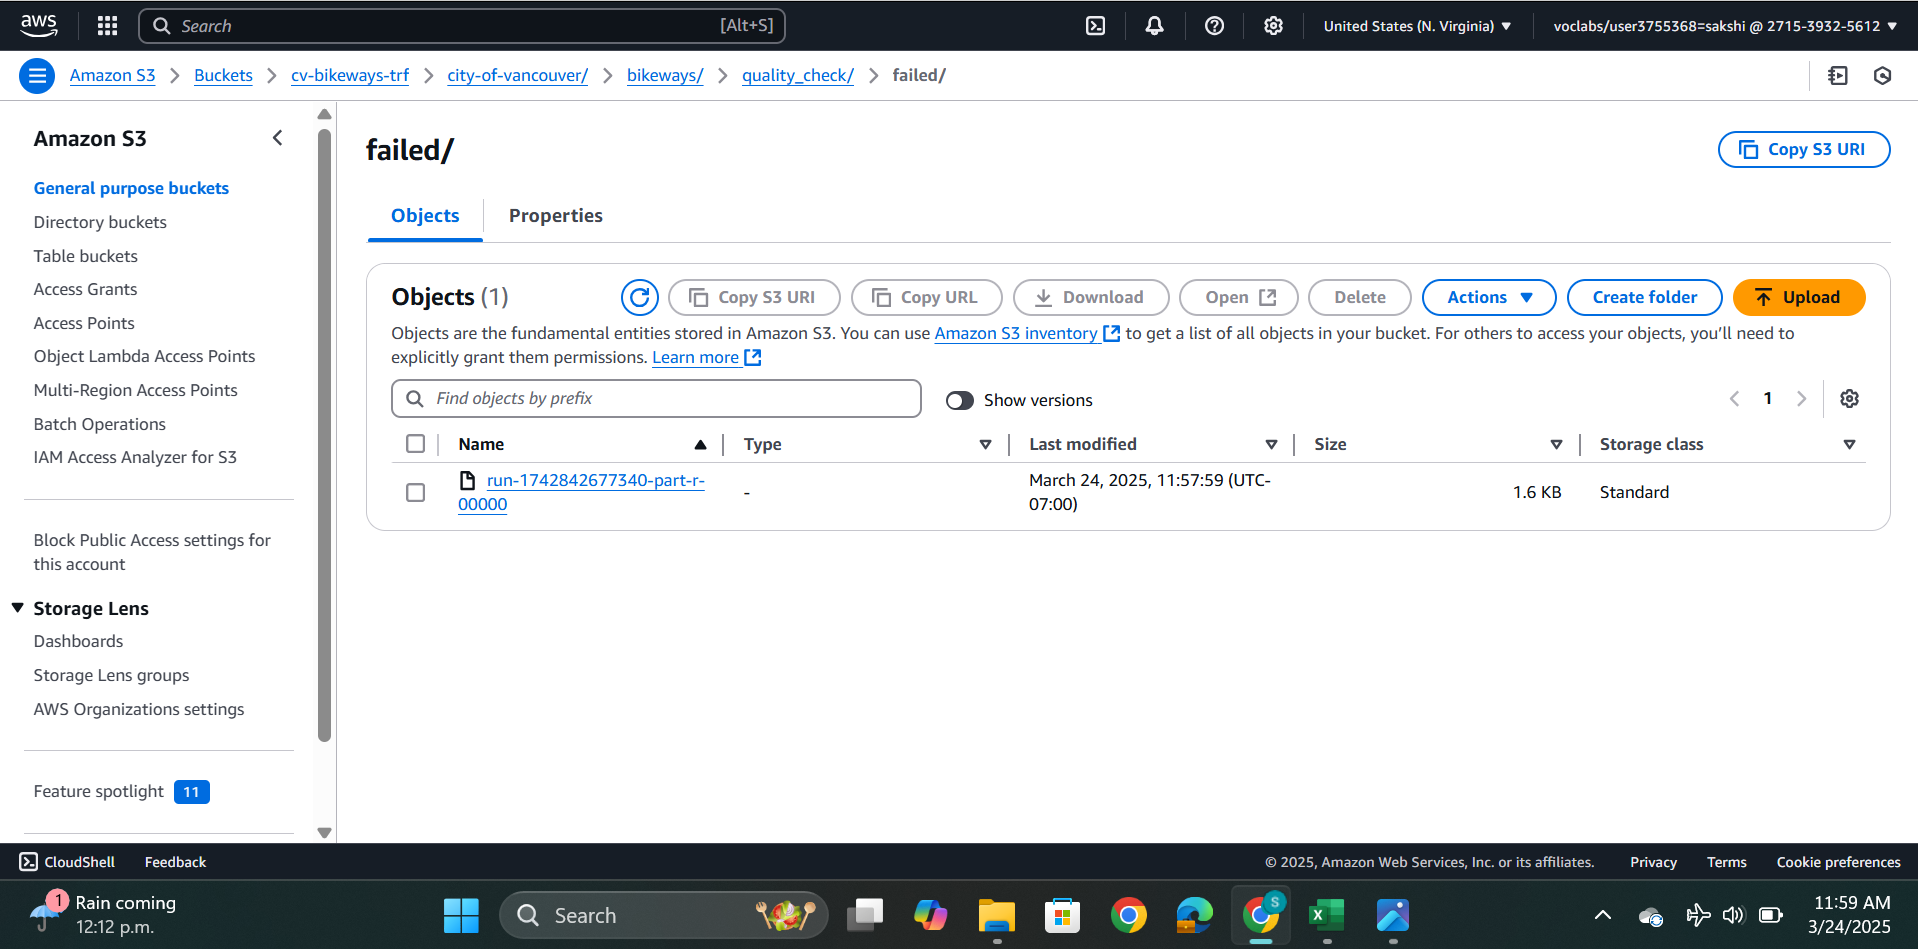 aws
Search
[Alt+S]
United States (N. Virginia)
voclabs/user3755368=sakshi @ 2715-3932-5612
Amazon S3
Buckets
cv-bikeways-trf
city-of-vancouver/
bikeways/
quality_check/
failed/
Amazon S3
General purpose buckets
Directory buckets
Table buckets
Access Grants
Access Points
Object Lambda Access Points
Multi-Region Access Points
Batch Operations
IAM Access Analyzer for S3
Block Public Access settings for
this account
Storage Lens
Dashboards
Storage Lens groups
AWS Organizations settings
Feature spotlight
11
failed/
Copy S3 URI
Objects
Properties
Objects (1)
Copy S3 URI
Copy URL
Download
Open
Delete
Actions
Create folder
Upload
Objects are the fundamental entities stored in Amazon S3. You can use Amazon S3 inventory to get a list of all objects in your bucket. For others to access your objects, you’ll need to
explicitly grant them permissions. Learn more
Find objects by prefix
Show versions
1
Name
Type
Last modified
Size
Storage class
run-1742842677340-part-r-
00000
-
March 24, 2025, 11:57:59 (UTC-
07:00)
1.6 KB
Standard
CloudShell
Feedback
© 2025, Amazon Web Services, Inc. or its affiliates.
Privacy
Terms
Cookie preferences
1
Rain coming
12:12 p.m.
Search
S
11:59 AM
3/24/2025